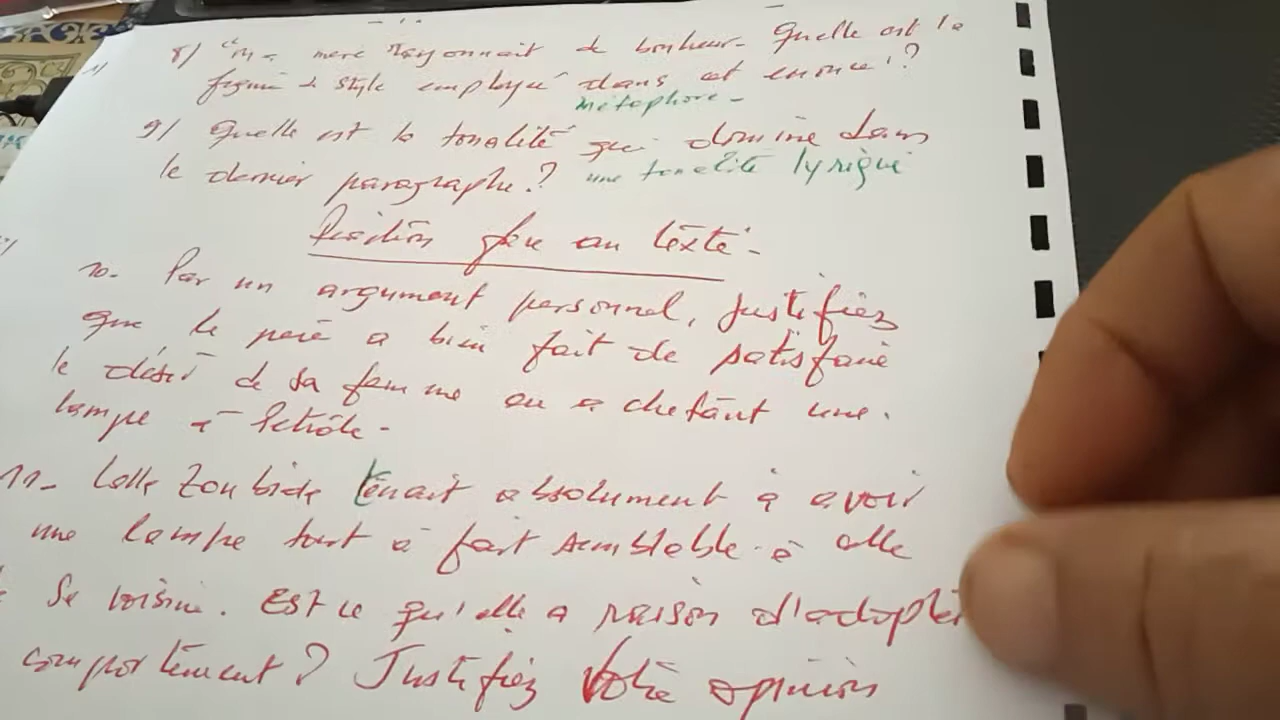 8/ "Ma mère rayonnait de bonheur. Quelle est la
figure de style employée dans cet énoncé ?
métaphore -
9/ Quelle est la tonalité qui domine dans
le dernier paragraphe ? une tonalité lyrique
Réaction face au texte -
10- Par un argument personnel, justifiez
que le père a bien fait de satisfaire
le désir de sa femme en achetant une
lampe à Pétrole -
11- Lalla Zoubida tenait absolument à avoir
une lampe tout à fait semblable à celle
de sa voisine. Est ce qu'elle a raison d'adopter
comportement ? Justifiez votre opinion